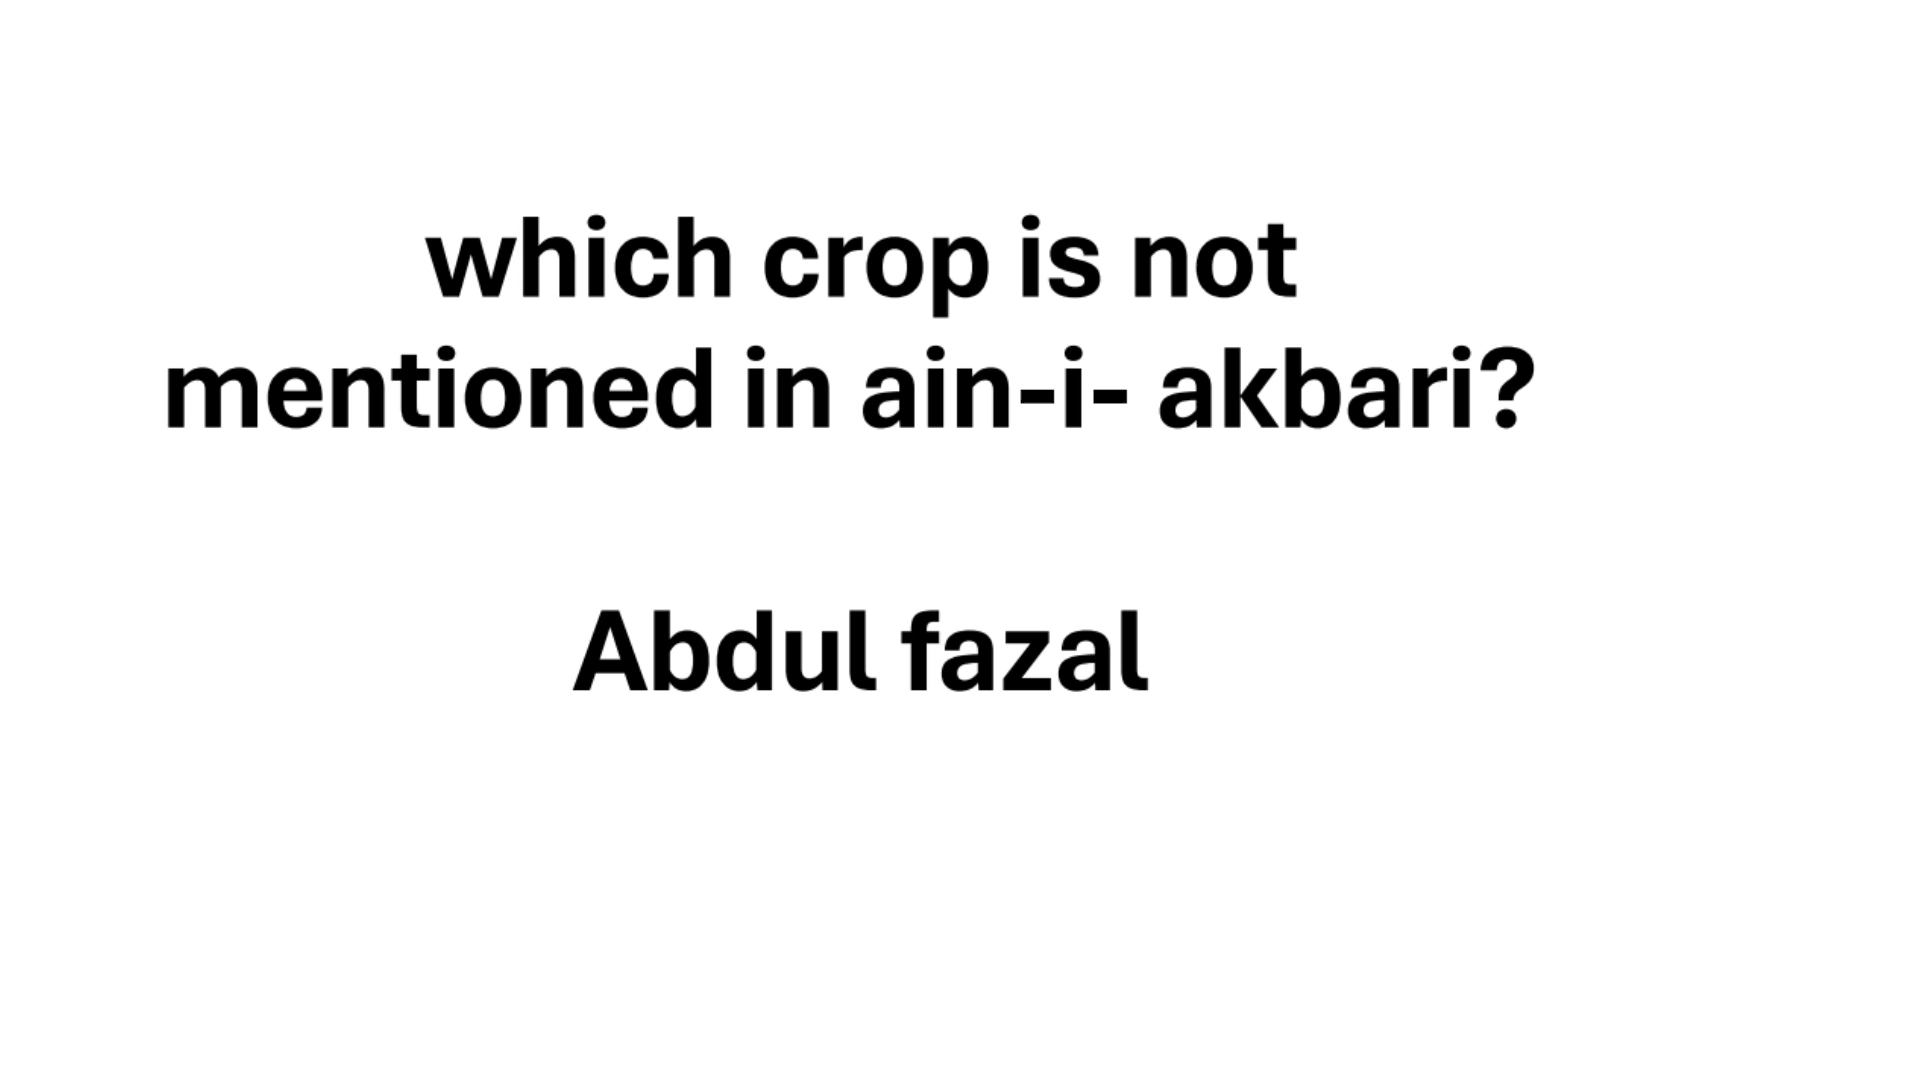 which crop is not
mentioned in ain-i- akbari?
Abdul fazal